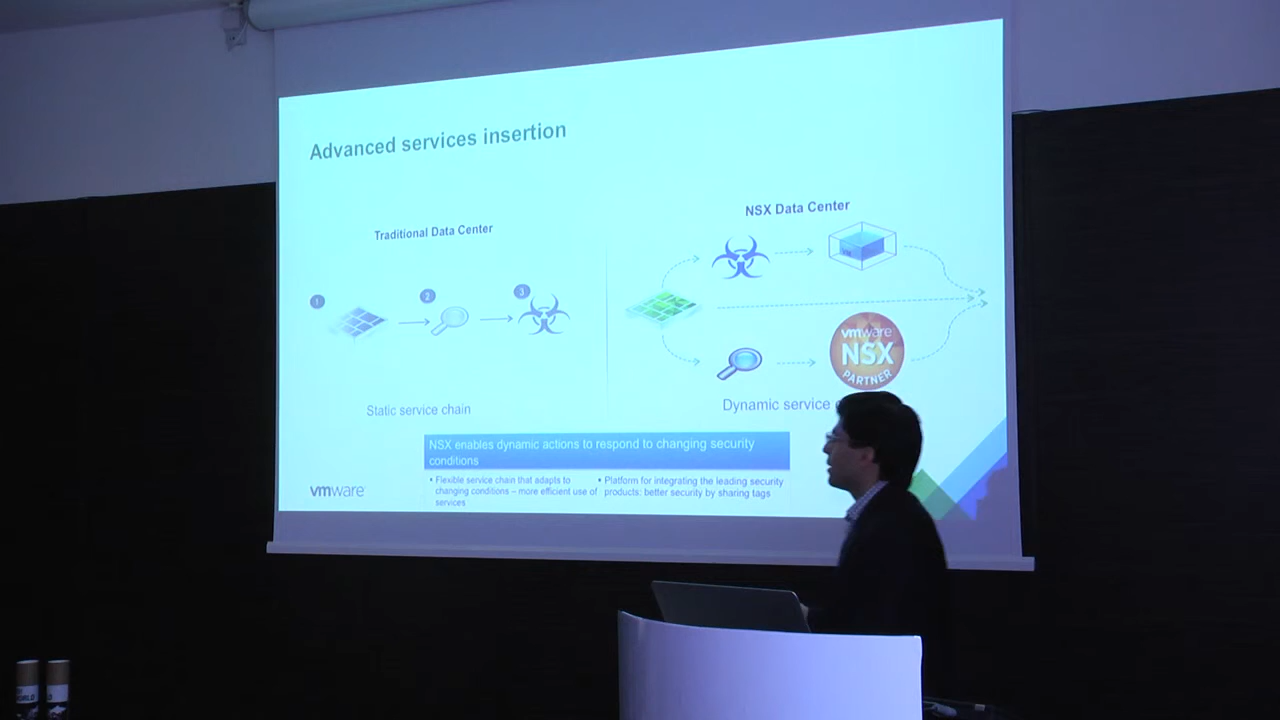 Advanced services insertion
Traditional Data Center
1
2
3
Static service chain
NSX Data Center
vmware
NSX
PARTNER
Dynamic service
NSX enables dynamic actions to respond to changing security
conditions
• Flexible service chain that adapts to
changing conditions – more efficient use of
services
• Platform for integrating the leading security
products: better security by sharing tags
vmware